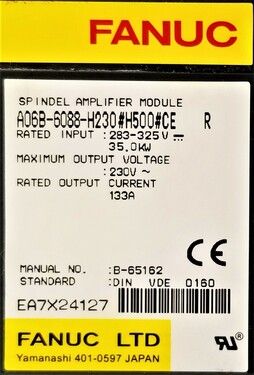 FANUC
SPINDEL AMPLIFIER MODULE
A06B-6088-H230#H500#CE R
RATED INPUT :283-325V ⎓
35.0KW
MAXIMUM OUTPUT VOLTAGE
:230V ~
RATED OUTPUT CURRENT
133A
CE
MANUAL NO. :B-65162
STANDARD :DIN VDE 0160
EA7X24127
FANUC LTD
Yamanashi 401-0597 JAPAN